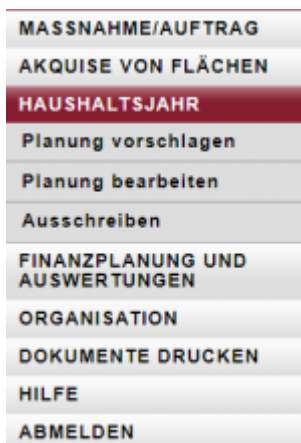 MASSNAHME/AUFTRAG
AKQUISE VON FLÄCHEN
HAUSHALTSJAHR
Planung vorschlagen
Planung bearbeiten
Ausschreiben
FINANZPLANUNG UND
AUSWERTUNGEN
ORGANISATION
DOKUMENTE DRUCKEN
HILFE
ABMELDEN